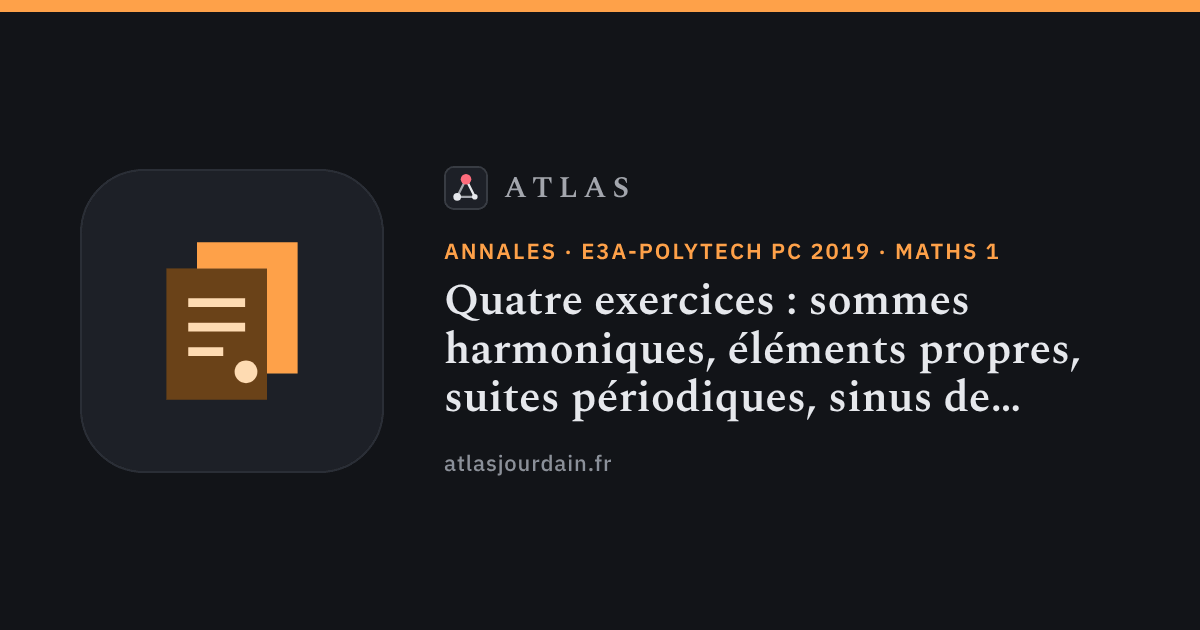 ATLAS
ANNALES · E3A-POLYTECH PC 2019 · MATHS 1
Quatre exercices : sommes
harmoniques, éléments propres,
suites périodiques, sinus de…
atlasjourdain.fr